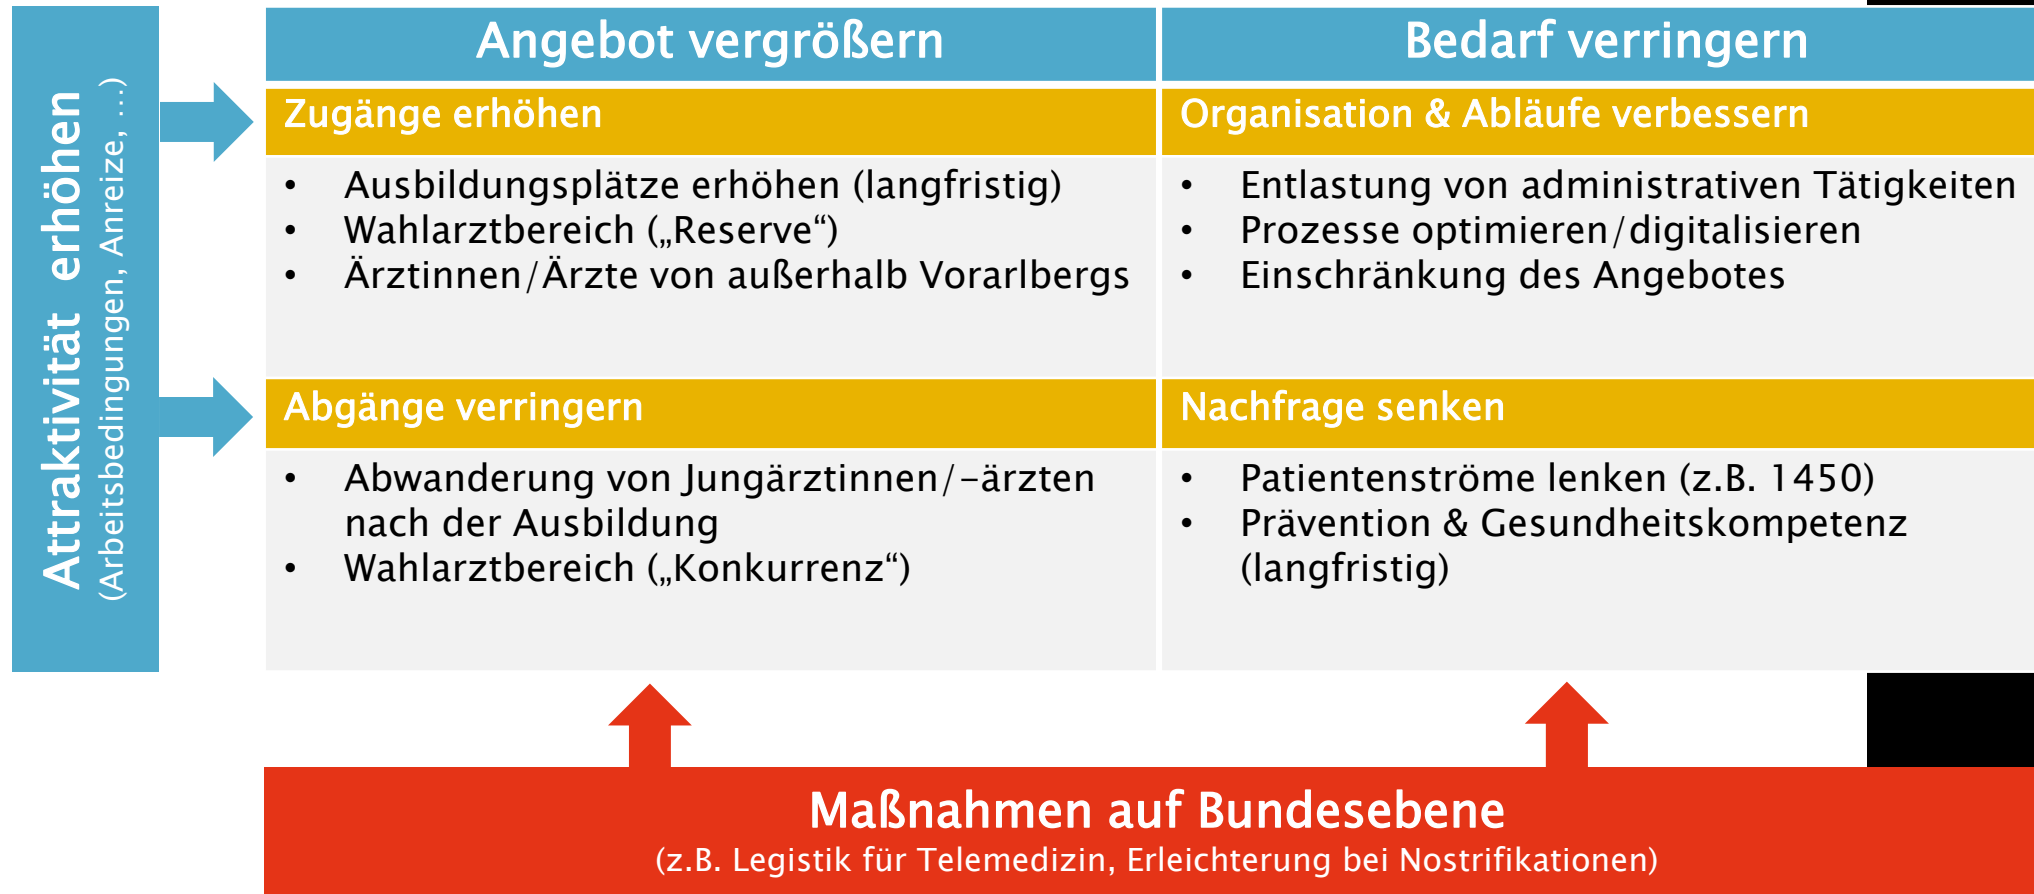 Attraktivität erhöhen
(Arbeitsbedingungen, Anreize, …)
Angebot vergrößern
Bedarf verringern
Zugänge erhöhen
• Ausbildungsplätze erhöhen (langfristig)
• Wahlarztbereich („Reserve“)
• Ärztinnen/Ärzte von außerhalb Vorarlbergs
Organisation & Abläufe verbessern
• Entlastung von administrativen Tätigkeiten
• Prozesse optimieren/digitalisieren
• Einschränkung des Angebotes
Abgänge verringern
• Abwanderung von Jungärztinnen/-ärzten
nach der Ausbildung
• Wahlarztbereich („Konkurrenz“)
Nachfrage senken
• Patientenströme lenken (z.B. 1450)
• Prävention & Gesundheitskompetenz
(langfristig)
Maßnahmen auf Bundesebene
(z.B. Legistik für Telemedizin, Erleichterung bei Nostrifikationen)